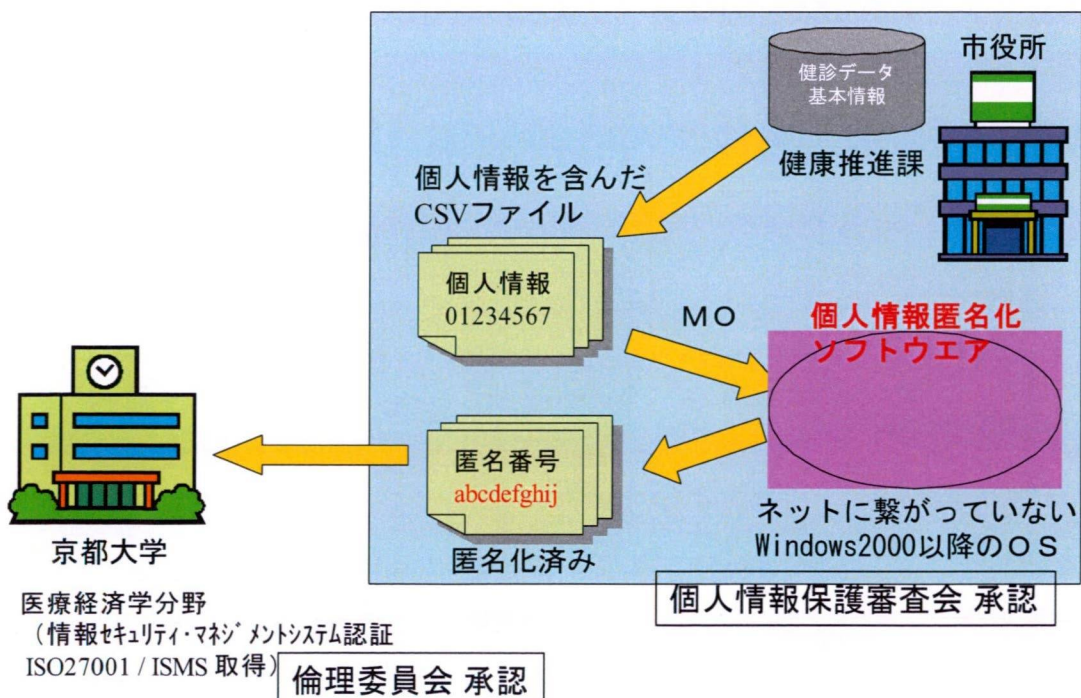 市役所
健診データ
基本情報
健康推進課
個人情報を含んだ
CSVファイル
個人情報
01234567
ＭＯ
個人情報匿名化
ソフトウエア
匿名番号
abcdefghij
匿名化済み
ネットに繋がっていない
Windows2000以降のＯＳ
個人情報保護審査会 承認
京都大学
医療経済学分野
（情報ｾｷｭﾘﾃｨ･ﾏﾈｼﾞﾒﾝﾄｼｽﾃﾑ認証
ISO27001 / ISMS 取得）
倫理委員会 承認